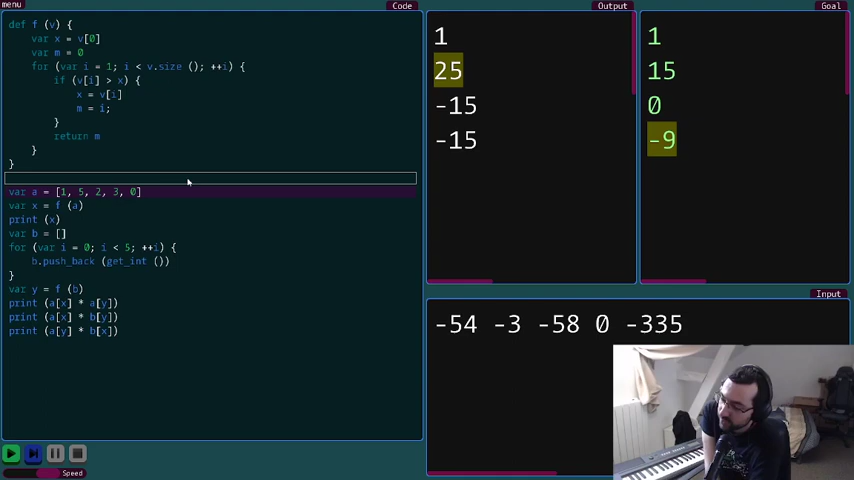 menu
Code
Output
Goal
def f (v) {
var x = v[0]
var m = 0
for (var i = 1; i < v.size (); ++i) {
if (v[i] > x) {
x = v[i]
m = i;
}
return m
}
}
var a = [1, 5, 2, 3, 0]
var x = f (a)
print (x)
var b = []
for (var i = 0; i < 5; ++i) {
b.push_back (get_int ())
}
var y = f (b)
print (a[x] * a[y])
print (a[x] * b[y])
print (a[y] * b[x])
Speed
1
25
-15
-15
1
15
0
-9
Input
-54 -3 -58 0 -335